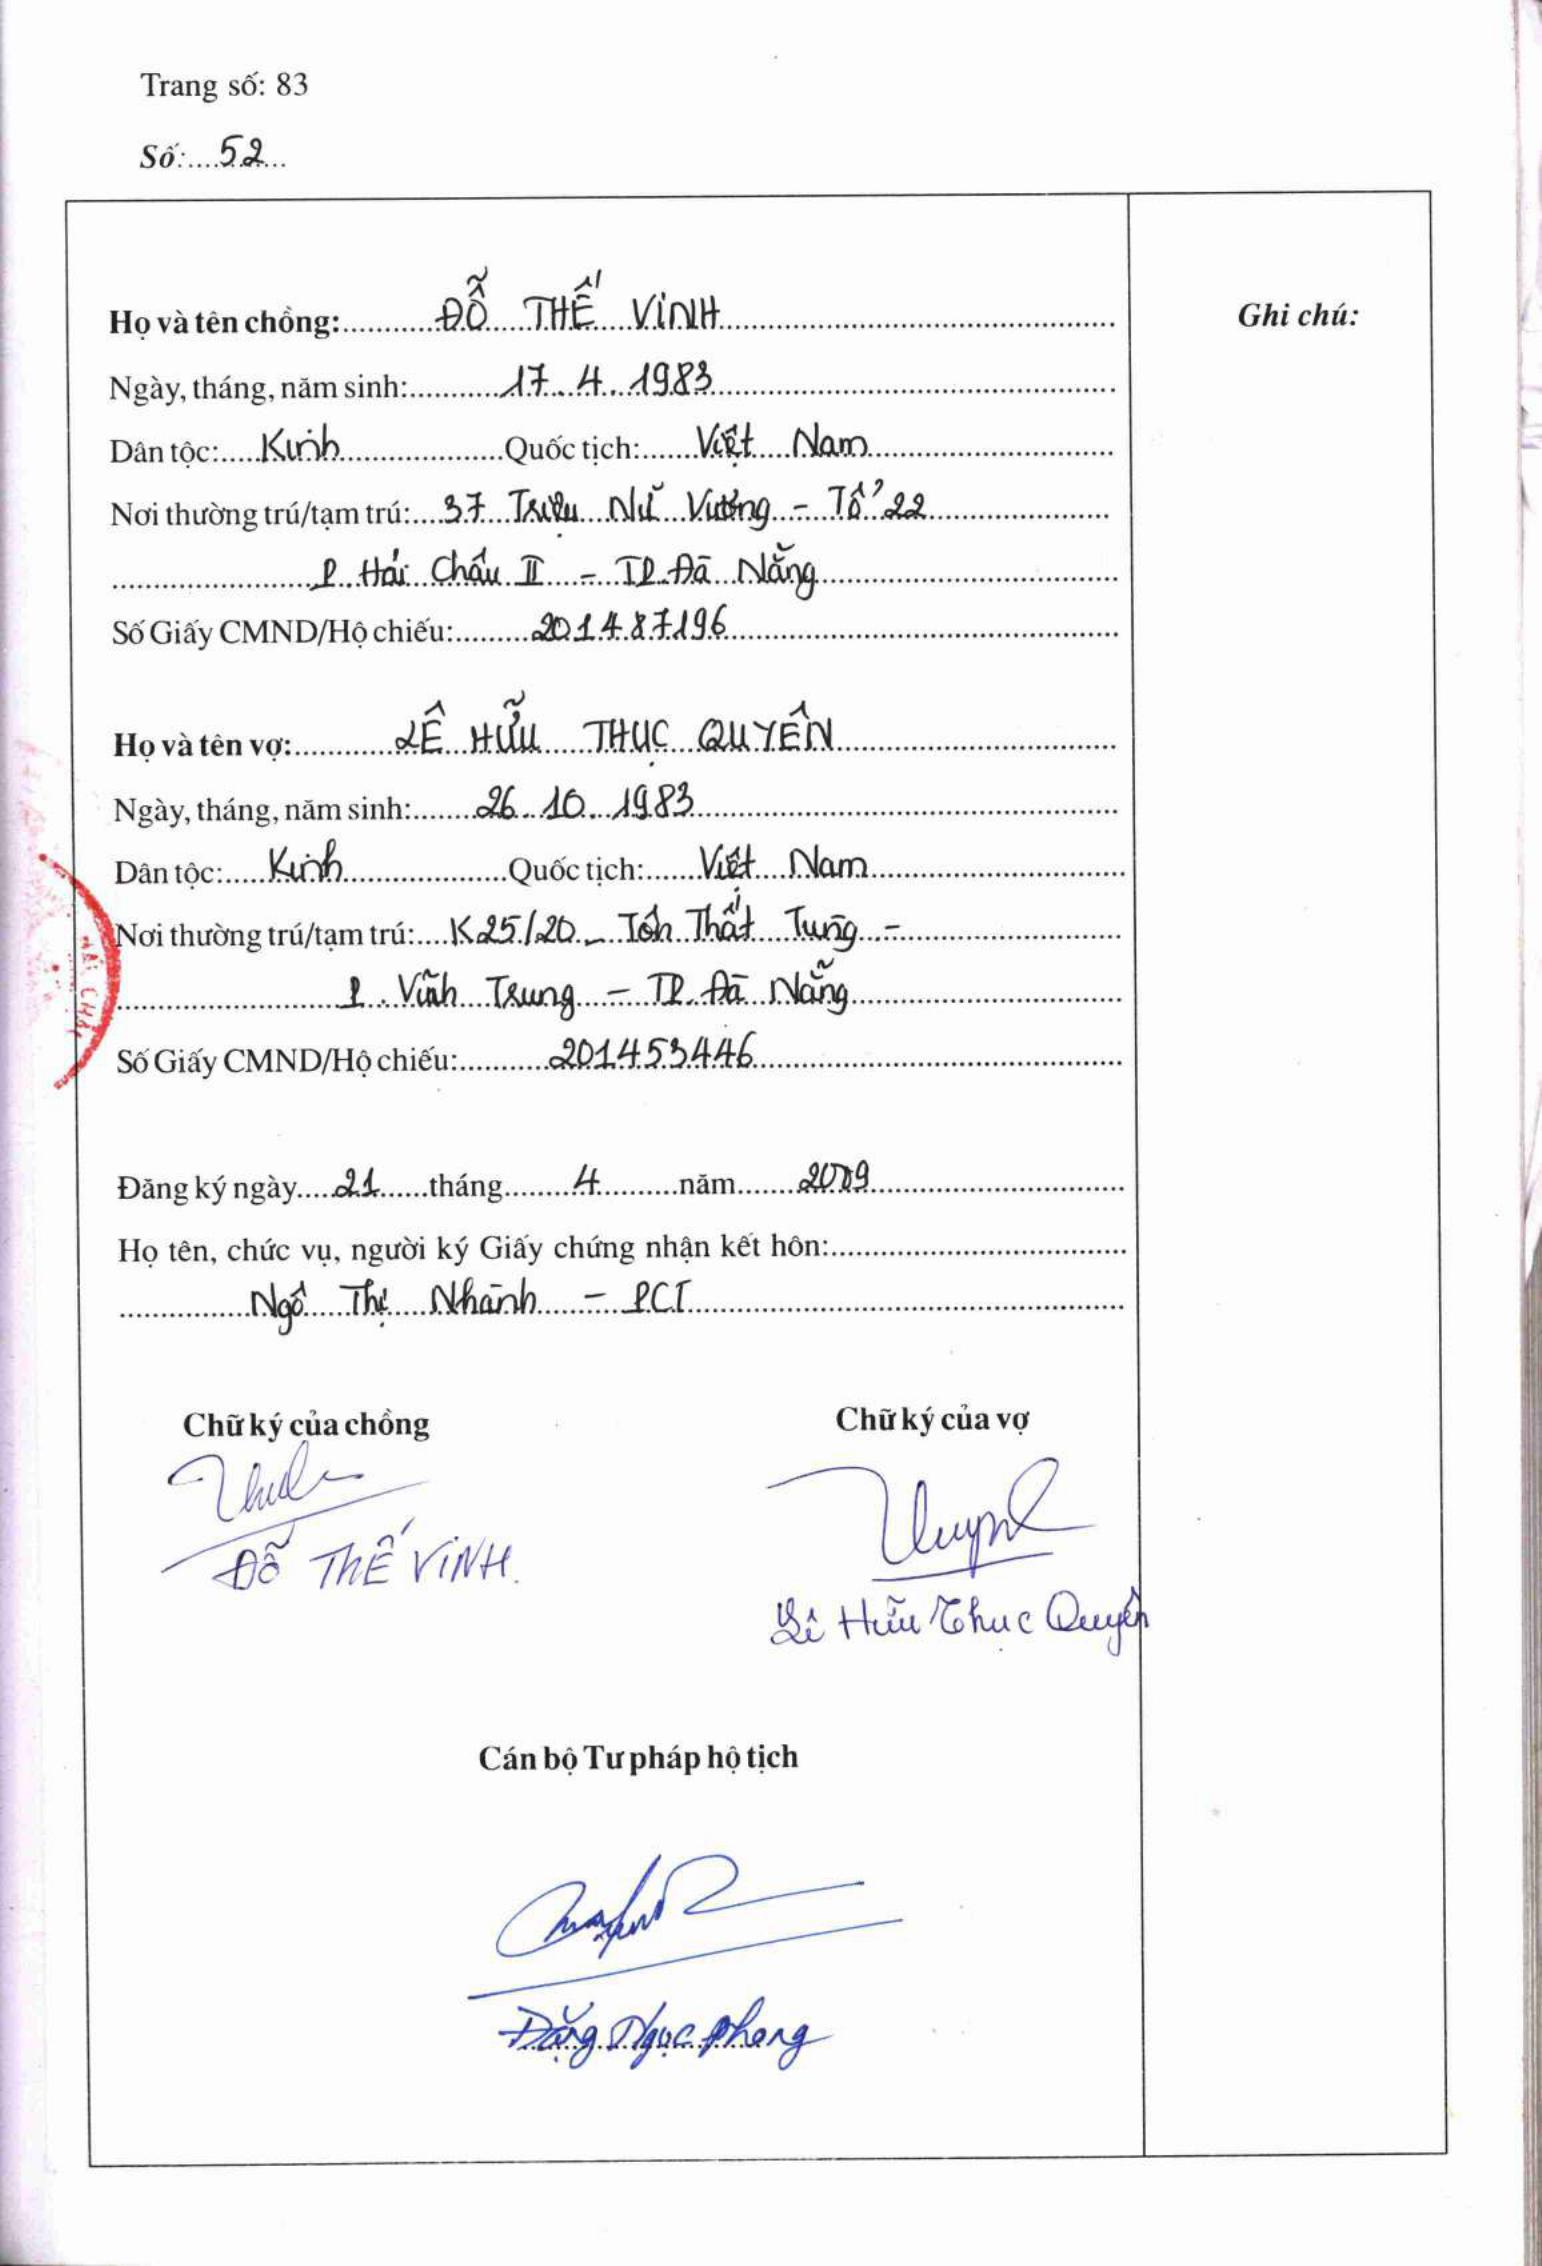 Trang số: 83
Số: 52
Họ và tên chồng: ĐỖ THẾ VINH
Ghi chú:
Ngày, tháng, năm sinh: 17. 4. 1983
Dân tộc: Kinh Quốc tịch: Việt Nam
Nơi thường trú/tạm trú: 37 Triệu Nữ Vương - Tổ 22
P. Hải Châu II - TP. Đà Nẵng
Số Giấy CMND/Hộ chiếu: 201487196
Họ và tên vợ: LÊ HỮU THỤC QUYÊN
Ngày, tháng, năm sinh: 26. 10. 1983
Dân tộc: Kinh Quốc tịch: Việt Nam
Nơi thường trú/tạm trú: K25/20 - Tôn Thất Tùng -
P. Vĩnh Trung - TP. Đà Nẵng
Số Giấy CMND/Hộ chiếu: 201453446
Đăng ký ngày 21 tháng 4 năm 2009
Họ tên, chức vụ, người ký Giấy chứng nhận kết hôn:
Ngô Thị Nhành - PCT
Chữ ký của chồng Chữ ký của vợ
ĐỖ THẾ VINH.
Lê Hữu Thục Quyên
Cán bộ Tư pháp hộ tịch
Đặng Ngọc Phong